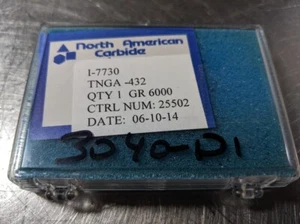 North American
Carbide
I-7730
TNGA -432
QTY 1 GR 6000
CTRL NUM: 25502
DATE: 06-10-14
3040-D1